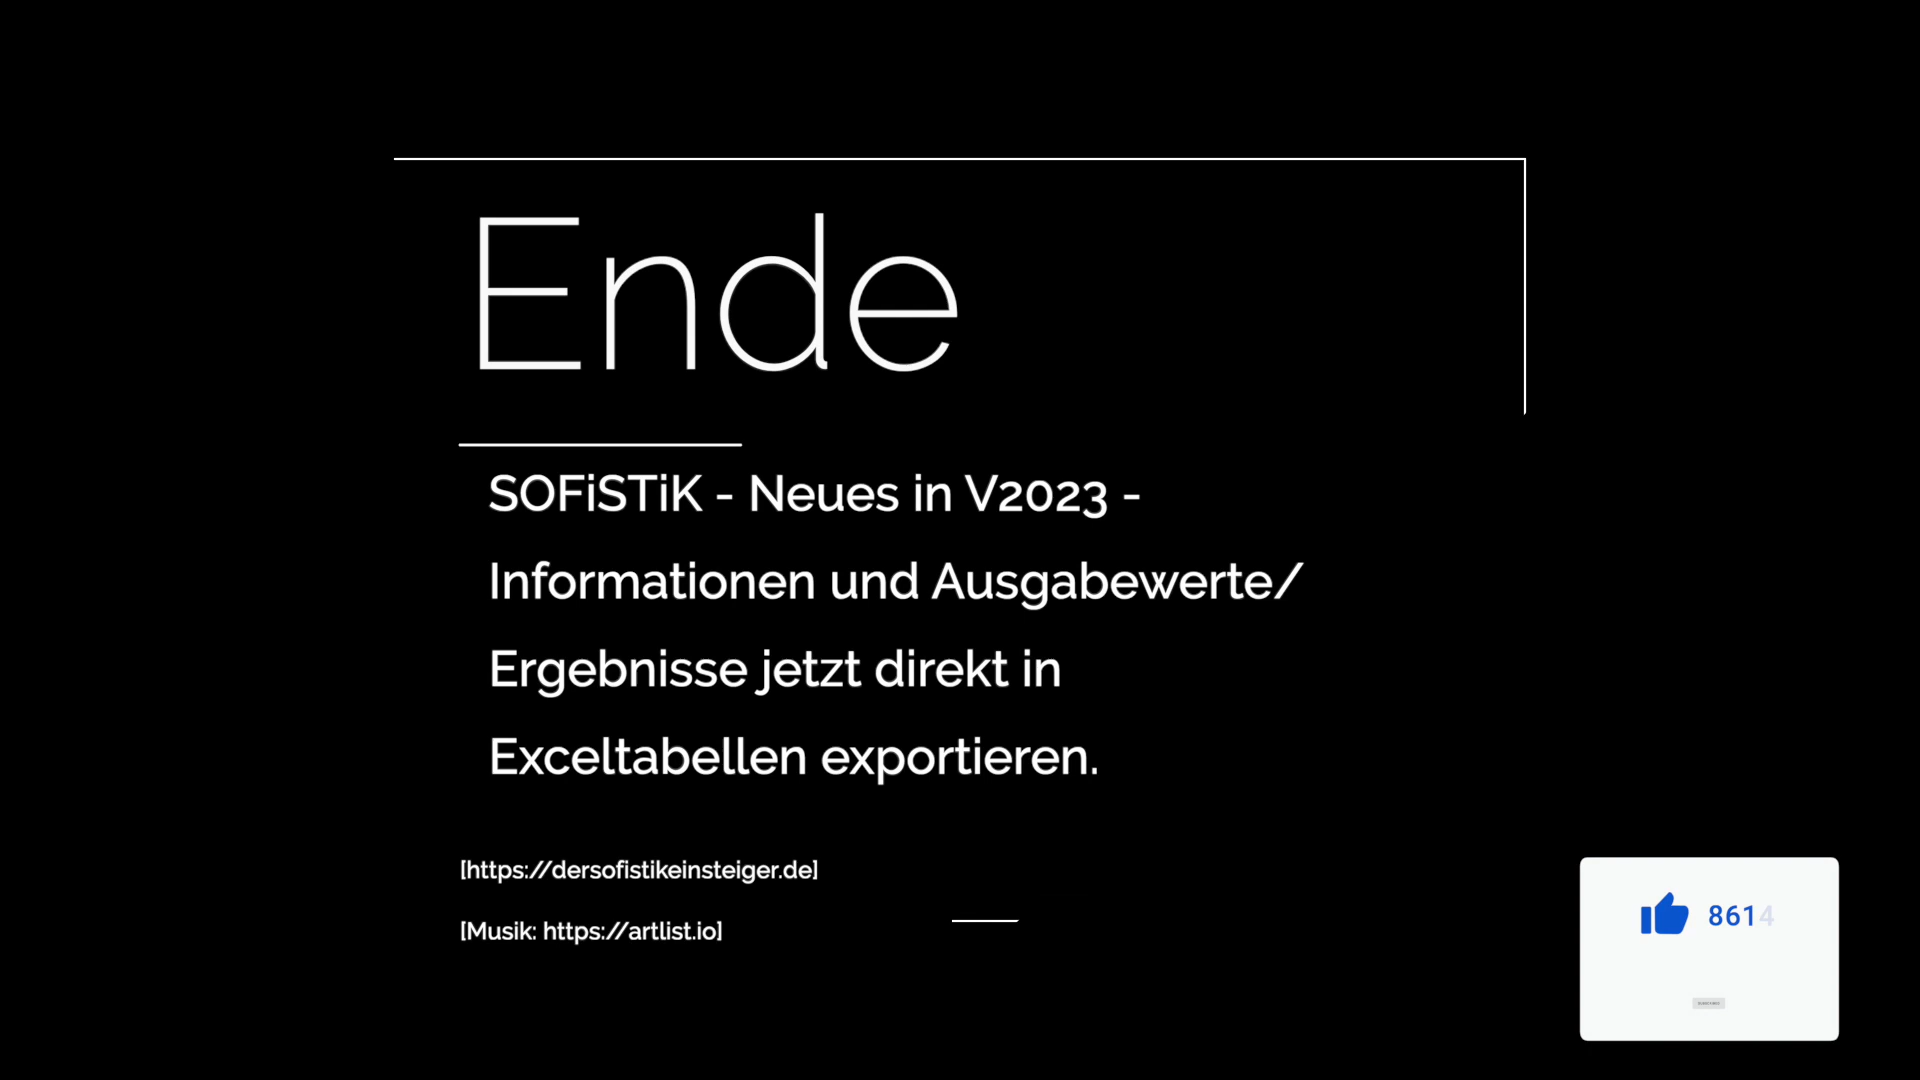 Ende
SOFiSTiK - Neues in V2023 -
Informationen und Ausgabewerte/
Ergebnisse jetzt direkt in
Exceltabellen exportieren.
[https://dersofistikeinsteiger.de]
[Musik: https://artlist.io]
8614